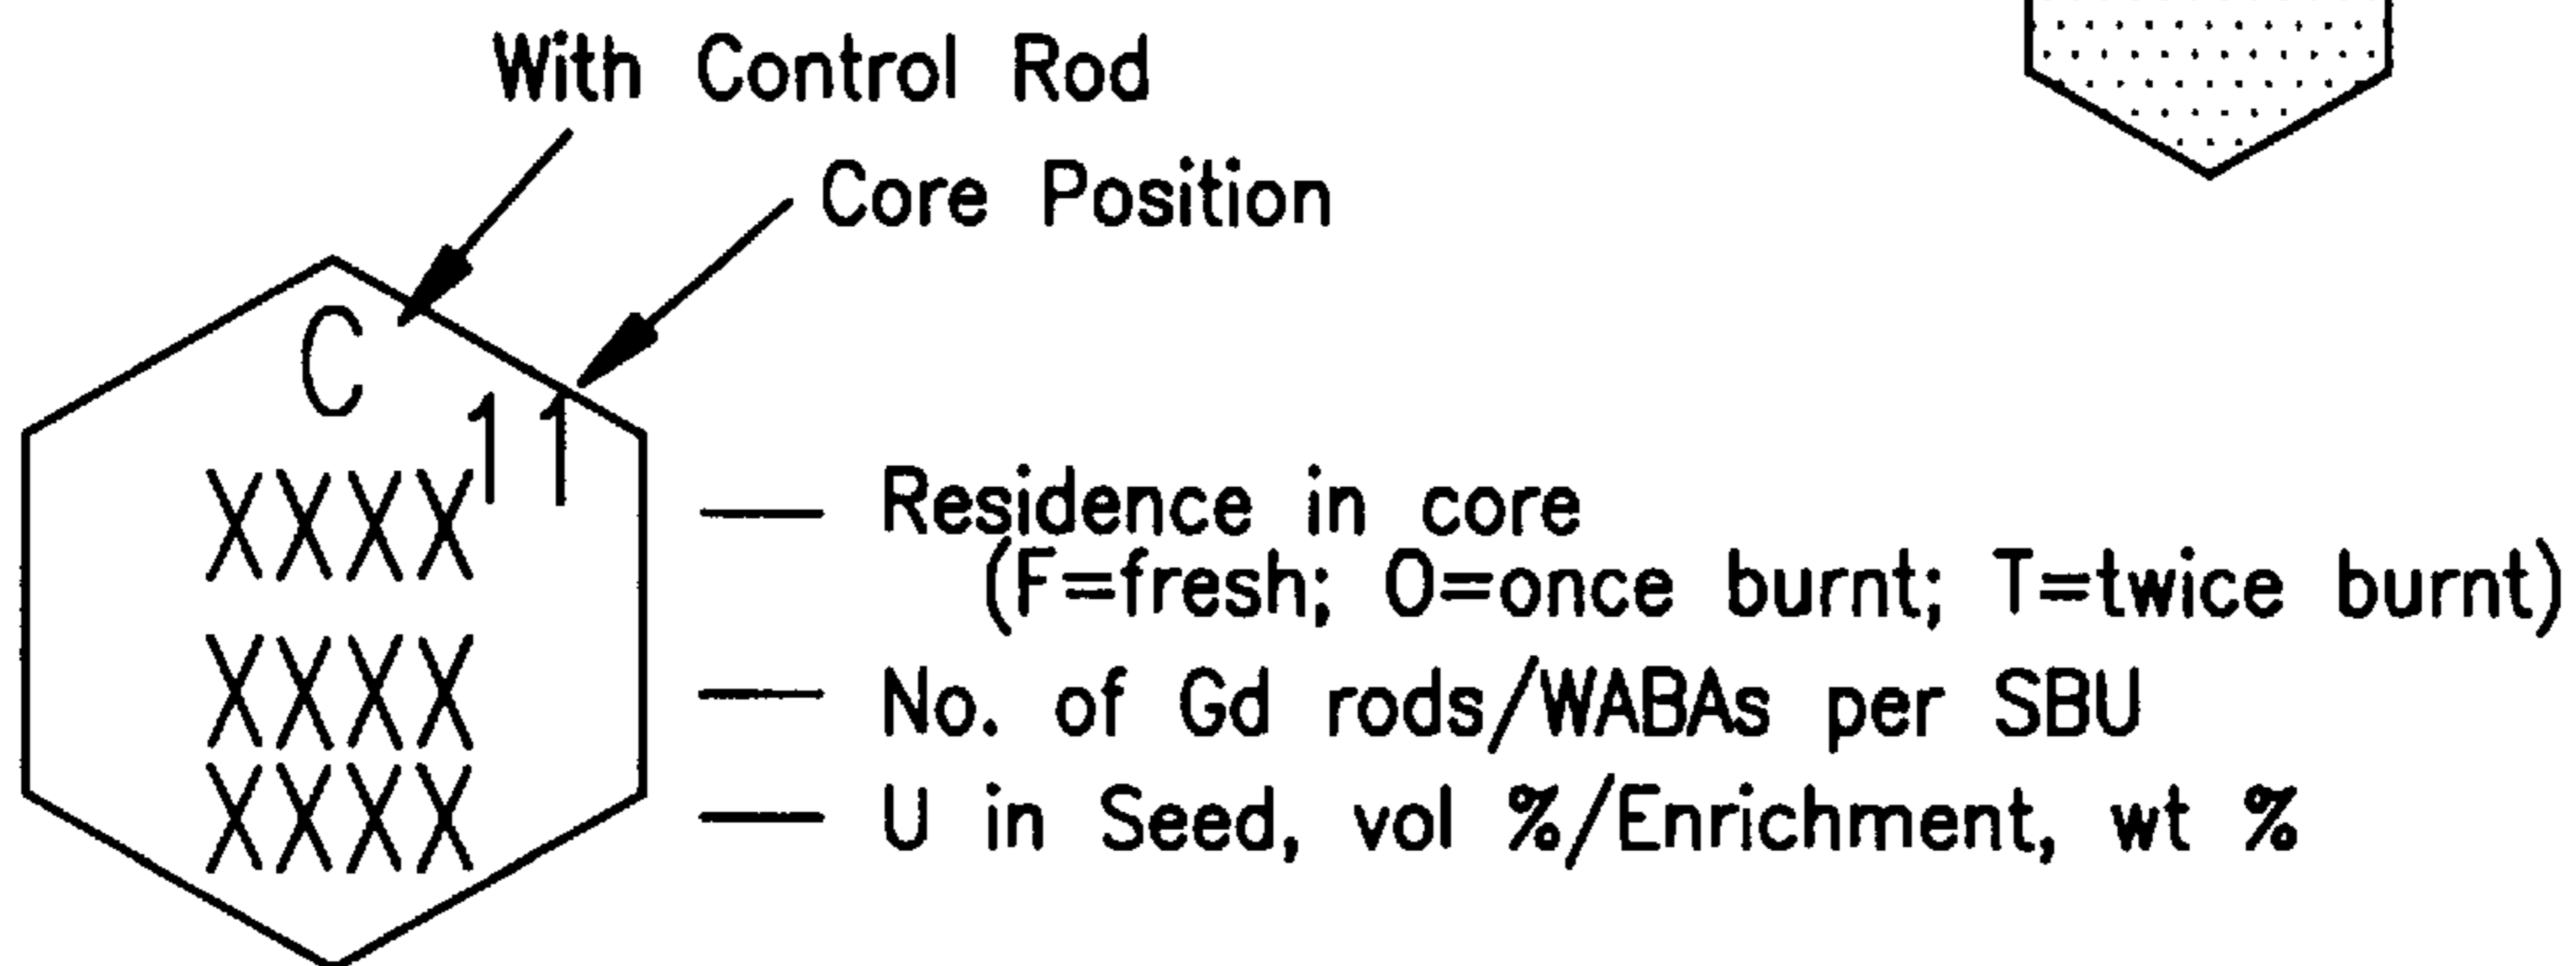 With Control Rod
Core Position
C
11
XXXX — Residence in core
(F=fresh; O=once burnt; T=twice burnt)
XXXX — No. of Gd rods/WABAs per SBU
XXXX — U in Seed, vol %/Enrichment, wt %